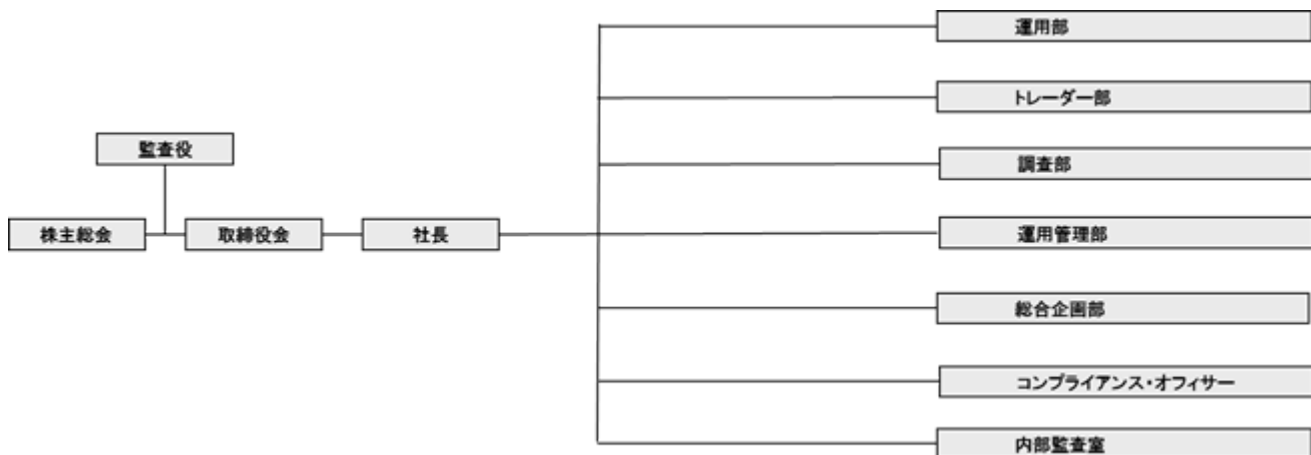 監査役
株主総会
取締役会
社長
運用部
トレーダー部
調査部
運用管理部
総合企画部
コンプライアンス・オフィサー
内部監査室